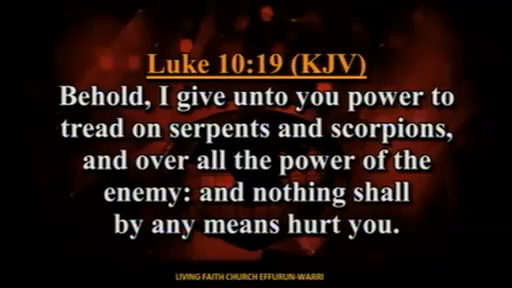 Luke 10:19 (KJV)
Behold, I give unto you power to
tread on serpents and scorpions,
and over all the power of the
enemy: and nothing shall
by any means hurt you.
LIVING FAITH CHURCH EFFURUN-WARRI